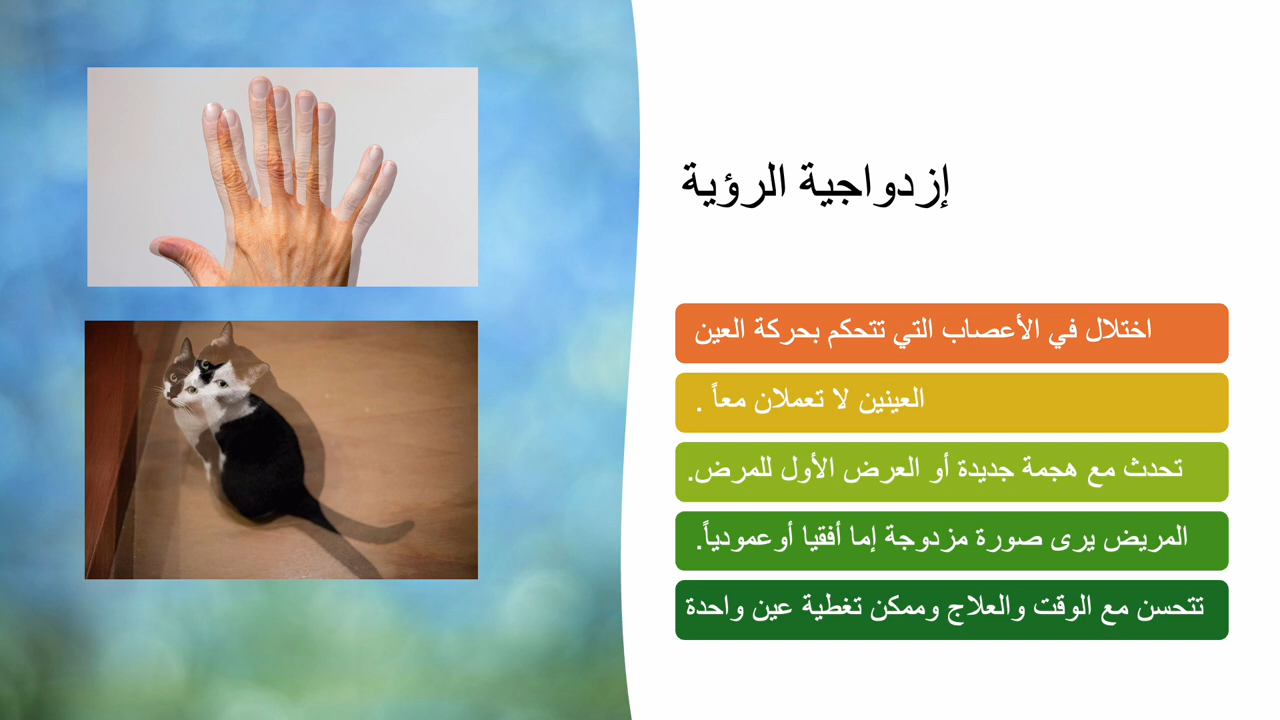 إزدواجية الرؤية
اختلال في الأعصاب التي تتحكم بحركة العين
العينين لا تعملان معاً .
تحدث مع هجمة جديدة أو العرض الأول للمرض.
المريض يرى صورة مزدوجة إما أفقيا أوعمودياً.
تتحسن مع الوقت والعلاج وممكن تغطية عين واحدة